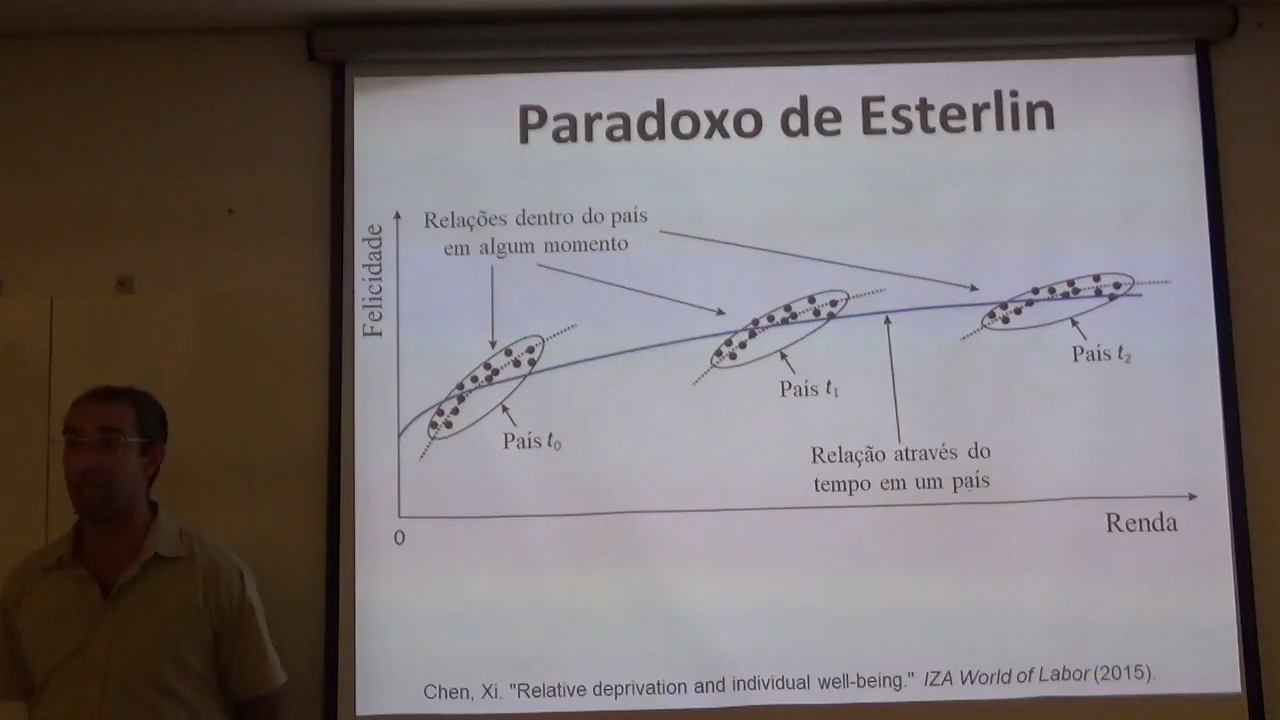 Paradoxo de Esterlin
Felicidade
Relações dentro do país
em algum momento
País t₀
País t₁
País t₂
Relação através do
tempo em um país
0
Renda
Chen, Xi. "Relative deprivation and individual well-being." IZA World of Labor (2015).